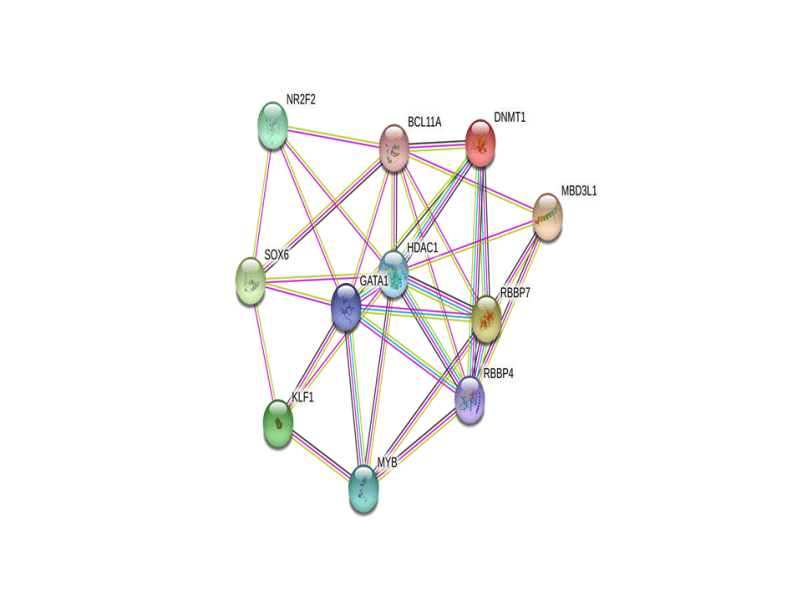 NR2F2
BCL11A
DNMT1
MBD3L1
HDAC1
SOX6
GATA1
RBBP7
RBBP4
KLF1
MYB